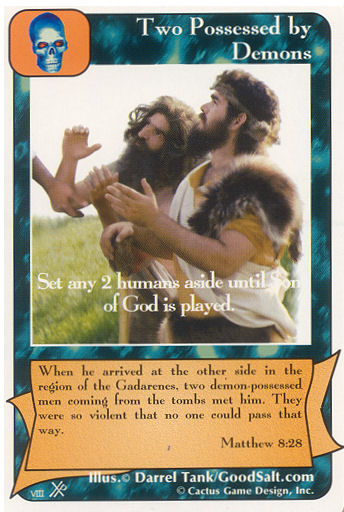 Two Possessed by
Demons
Set any 2 humans aside until Son
of God is played.
When he arrived at the other side in the
region of the Gadarenes, two demon-possessed
men coming from the tombs met him. They
were so violent that no one could pass that
way.
Matthew 8:28
Illus.© Darrel Tank/GoodSalt.com
VIII
© Cactus Game Design, Inc.